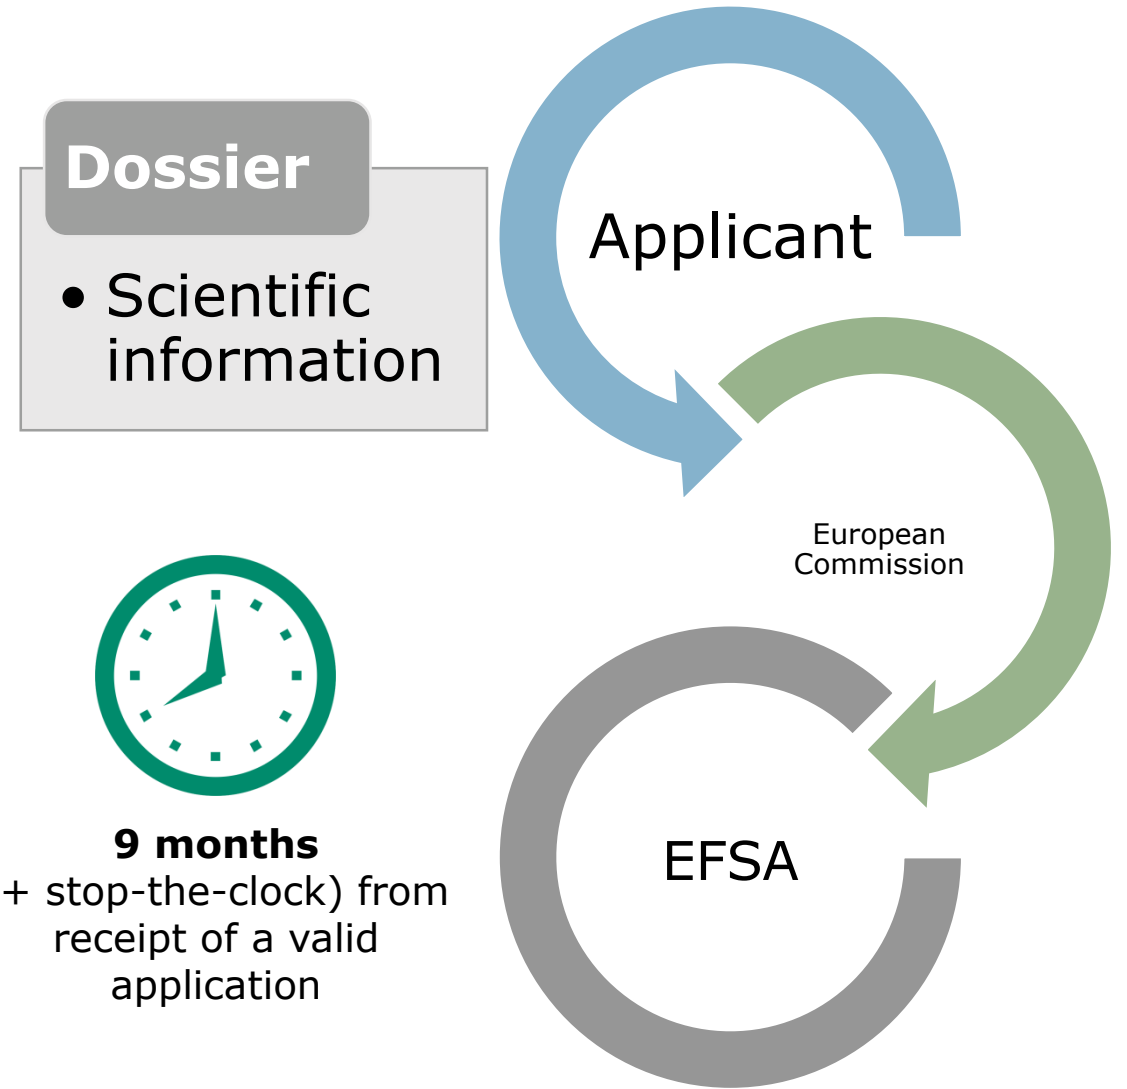 Dossier
• Scientific
information
Applicant
European
Commission
EFSA
9 months
+ stop-the-clock) from
receipt of a valid
application